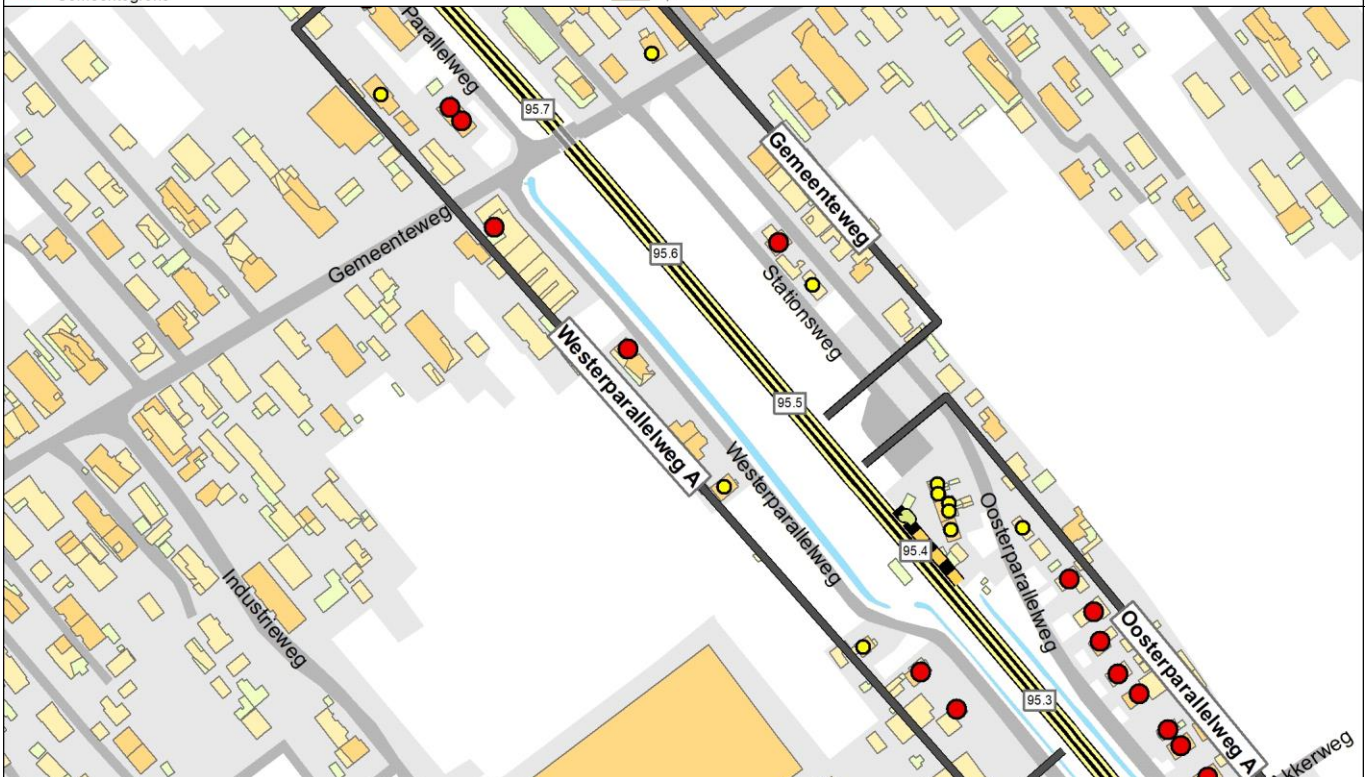 Parallelweg
95.7
Gemeenteweg
Gemeenteweg
95.6
Stationsweg
Westerparallelweg A
95.5
Westerparallelweg
Oosterparallelweg
95.4
Industrieweg
Oosterparallelweg A
95.3